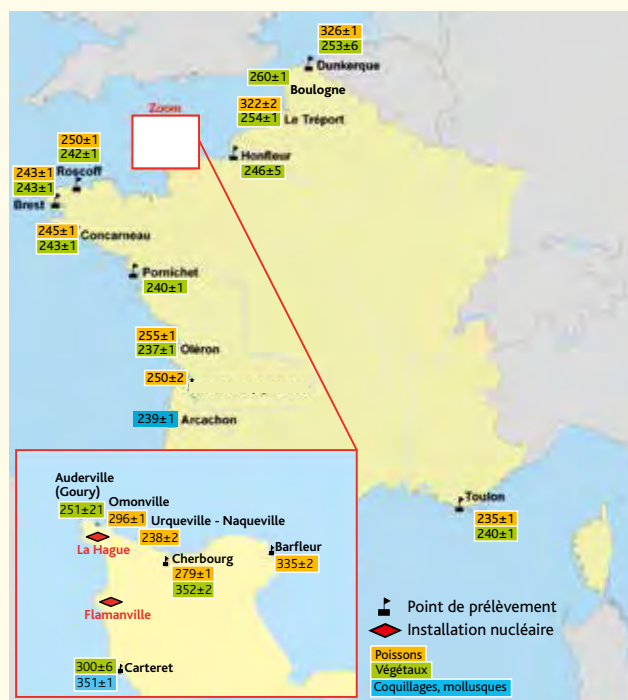 326±1
253±6
Dunkerque
260±1
Boulogne
Zoom
322±2
254±1
Le Tréport
250±1
242±1
Roscoff
Honfleur
246±5
243±1
243±1
Brest
245±1
243±1
Concarneau
Pornichet
240±1
255±1
237±1
Oléron
250±2
239±1
Arcachon
Toulon
235±1
240±1
Auderville
(Goury)
251±21
Omonville
296±1
Urqueville - Naqueville
238±2
La Hague
Cherbourg
279±1
352±2
Barfleur
335±2
Flamanville
300±6
351±1
Carteret
Point de prélèvement
Installation nucléaire
Poissons
Végétaux
Coquillages, mollusques